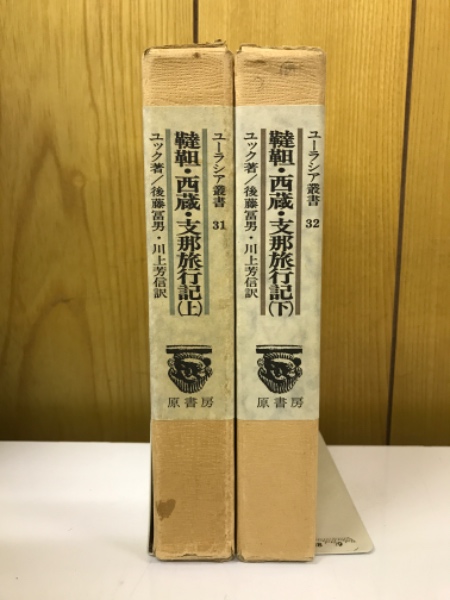 ユーラシア叢書 31
韃靼・西蔵・支那旅行記(上)
ユック著/後藤冨男・川上芳信訳
原書房
ユーラシア叢書 32
韃靼・西蔵・支那旅行記(下)
ユック著/後藤冨男・川上芳信訳
原書房